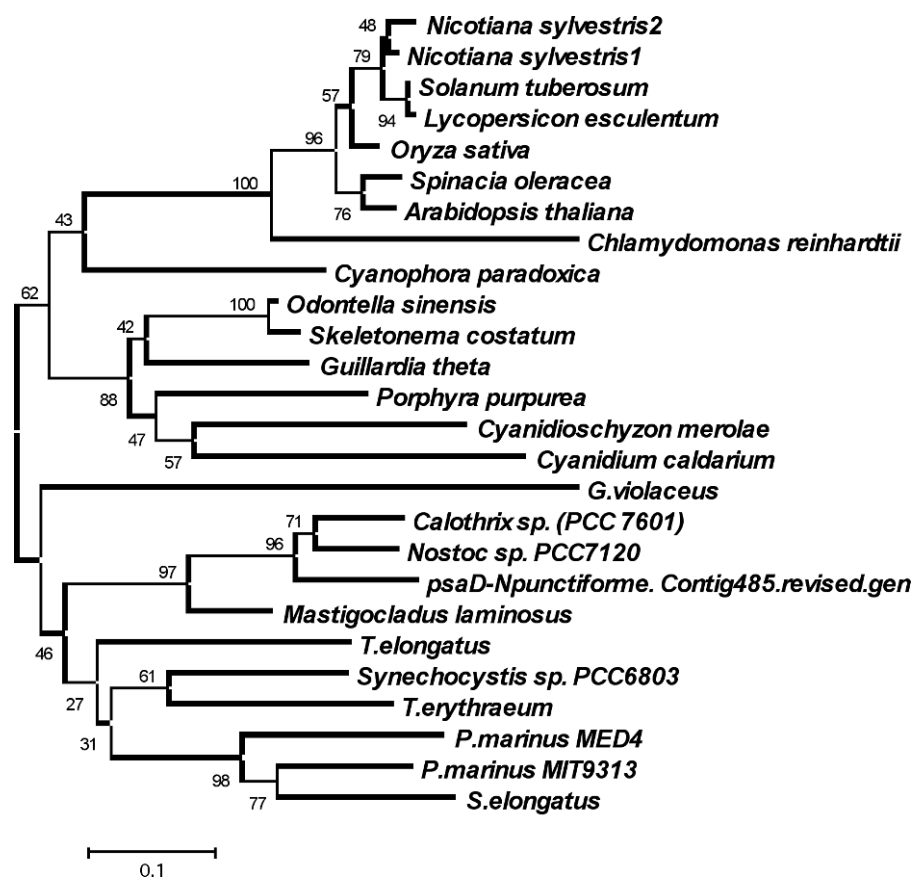 48
Nicotiana sylvestris2
79
Nicotiana sylvestris1
57
Solanum tuberosum
94
Lycopersicon esculentum
96
Oryza sativa
100
Spinacia oleracea
76
Arabidopsis thaliana
43
Chlamydomonas reinhardtii
Cyanophora paradoxica
62
100
Odontella sinensis
42
Skeletonema costatum
Guillardia theta
88
Porphyra purpurea
47
Cyanidioschyzon merolae
57
Cyanidium caldarium
G.violaceus
71
Calothrix sp. (PCC 7601)
96
Nostoc sp. PCC7120
97
psaD-Npunctiforme. Contig485.revised.gen
Mastigocladus laminosus
46
T.elongatus
61
Synechocystis sp. PCC6803
27
T.erythraeum
31
P.marinus MED4
98
P.marinus MIT9313
77
S.elongatus
0.1